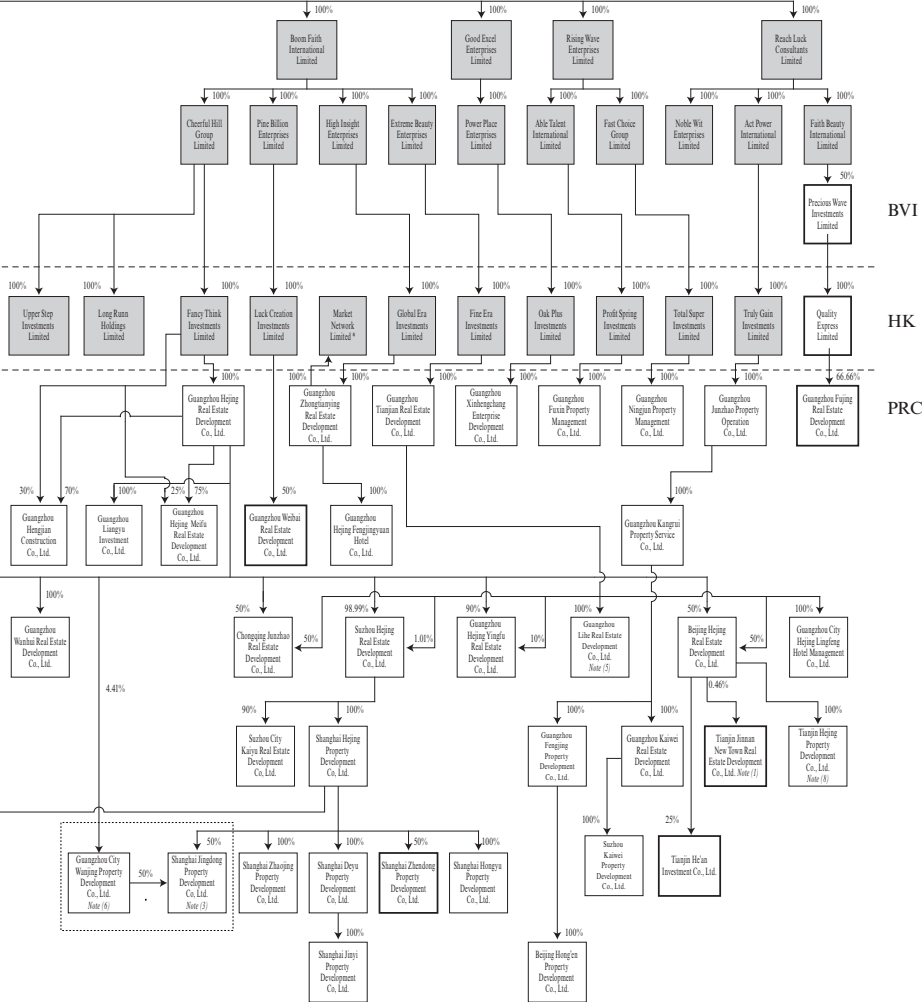 100%
100%
100%
100%
Boom Faith
International
Limited
Good Excel
Enterprises
Limited
Rising Wave
Enterprises
Limited
Reach Luck
Consultants
Limited
100%
100%
100%
100%
100%
100%
100%
100%
100%
100%
Cheerful Hill
Group
Limited
Pine Billion
Enterprises
Limited
High Insight
Enterprises
Limited
Extreme Beauty
Enterprises
Limited
Power Place
Enterprises
Limited
Able Talent
International
Limited
Fast Choice
Group
Limited
Noble Wit
Enterprises
Limited
Act Power
International
Limited
Faith Beauty
International
Limited
50%
Precious Wave
Investments
Limited
BVI
100%
100%
100%
100%
100%
100%
100%
100%
100%
100%
100%
Upper Step
Investments
Limited
Long Runn
Holdings
Limited
Fancy Think
Investments
Limited
Luck Creation
Investments
Limited
Market
Network
Limited *
Global Era
Investments
Limited
Fine Era
Investments
Limited
Oak Plus
Investments
Limited
Profit Spring
Investments
Limited
Total Super
Investments
Limited
Truly Gain
Investments
Limited
Quality
Express
Limited
HK
100%
100%
100%
100%
100%
100%
100%
100%
66.66%
Guangzhou Hejing
Real Estate
Development
Co., Ltd.
Guangzhou
Zhongtianying
Real Estate
Development
Co., Ltd.
Guangzhou
Tianjian Real Estate
Development
Co., Ltd.
Guangzhou
Xinhengchang
Enterprise
Development
Co., Ltd.
Guangzhou
Fuxin Property
Management
Co., Ltd.
Guangzhou
Ningjun Property
Management
Co., Ltd.
Guangzhou
Junzhao Property
Operation
Co., Ltd.
Guangzhou Fujing
Real Estate
Development
Co., Ltd.
PRC
30%
70%
100%
25%
75%
50%
100%
100%
Guangzhou
Hengjian
Construction
Co., Ltd.
Guangzhou
Liangyu
Investment
Co., Ltd.
Guangzhou
Hejing Meifu
Real Estate
Development
Co., Ltd.
Guangzhou Weibai
Real Estate
Development
Co., Ltd.
Guangzhou
Hejing Fengjingyuan
Hotel
Co., Ltd.
Guangzhou Kangrui
Property Service
Co., Ltd.
100%
50%
98.99%
90%
100%
50%
100%
Guangzhou
Wanhui Real Estate
Development
Co., Ltd.
Chongqing Junzhao
Real Estate
Development
Co., Ltd.
50%
Suzhou Hejing
Real Estate
Development
Co., Ltd.
1.01%
Guangzhou
Hejing Yingfu
Real Estate
Development
Co., Ltd.
10%
Guangzhou
Lihe Real Estate
Development
Co., Ltd.
Note (5)
Beijing Hejing
Real Estate
Development
Co., Ltd.
50%
Guangzhou City
Hejing Lingfeng
Hotel Management
Co., Ltd.
4.41%
0.46%
90%
100%
100%
100%
100%
Suzhou City
Kaiyu Real Estate
Development
Co, Ltd.
Shanghai Hejing
Property
Development
Co, Ltd.
Guangzhou
Fengjing
Property
Development
Co., Ltd.
Guangzhou Kaiwei
Real Estate
Development
Co., Ltd.
Tianjin Jinnan
New Town Real
Estate Development
Co., Ltd. Note (1)
Tianjin Hejing
Property
Development
Co., Ltd.
Note (8)
100%
25%
50%
100%
100%
50%
100%
Guangzhou City
Wanjing Property
Development
Co., Ltd.
Note (6)
50%
Shanghai Jingdong
Property
Development
Co., Ltd.
Note (3)
Shanghai Zhaojing
Property
Development
Co, Ltd.
Shanghai Deyu
Property
Development
Co, Ltd.
Shanghai Zhendong
Property
Development
Co, Ltd.
Shanghai Hongyu
Property
Development
Co, Ltd.
Suzhou
Kaiwei
Property
Development
Co., Ltd.
Tianjin He'an
Investment Co., Ltd.
100%
100%
Shanghai Jinyi
Property
Development
Co, Ltd.
Beijing Hong'en
Property
Development
Co., Ltd.